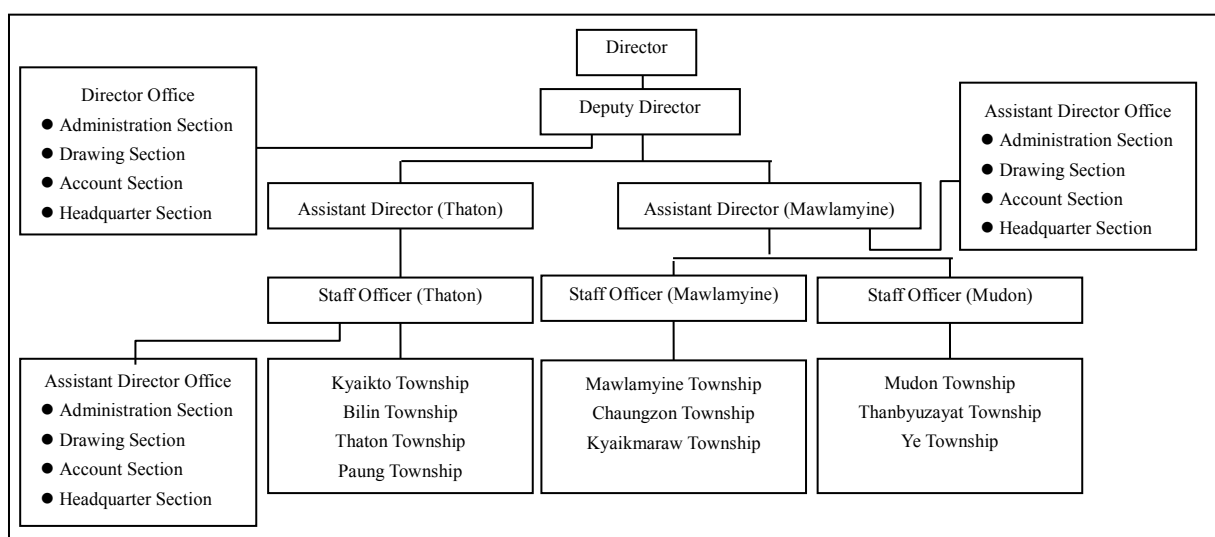 Director
Director Office
● Administration Section
● Drawing Section
● Account Section
● Headquarter Section
Deputy Director
Assistant Director Office
● Administration Section
● Drawing Section
● Account Section
● Headquarter Section
Assistant Director (Thaton)
Assistant Director (Mawlamyine)
Staff Officer (Thaton)
Staff Officer (Mawlamyine)
Staff Officer (Mudon)
Assistant Director Office
● Administration Section
● Drawing Section
● Account Section
● Headquarter Section
Kyaikto Township
Bilin Township
Thaton Township
Paung Township
Mawlamyine Township
Chaungzon Township
Kyaikmaraw Township
Mudon Township
Thanbyuzayat Township
Ye Township